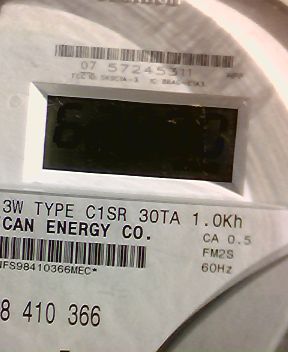 07 57245311
3W TYPE C1SR 30TA 1.0Kh
CAN ENERGY CO.
CA 0.5
FM2S
60Hz
NFS98410366MEC*
8 410 366